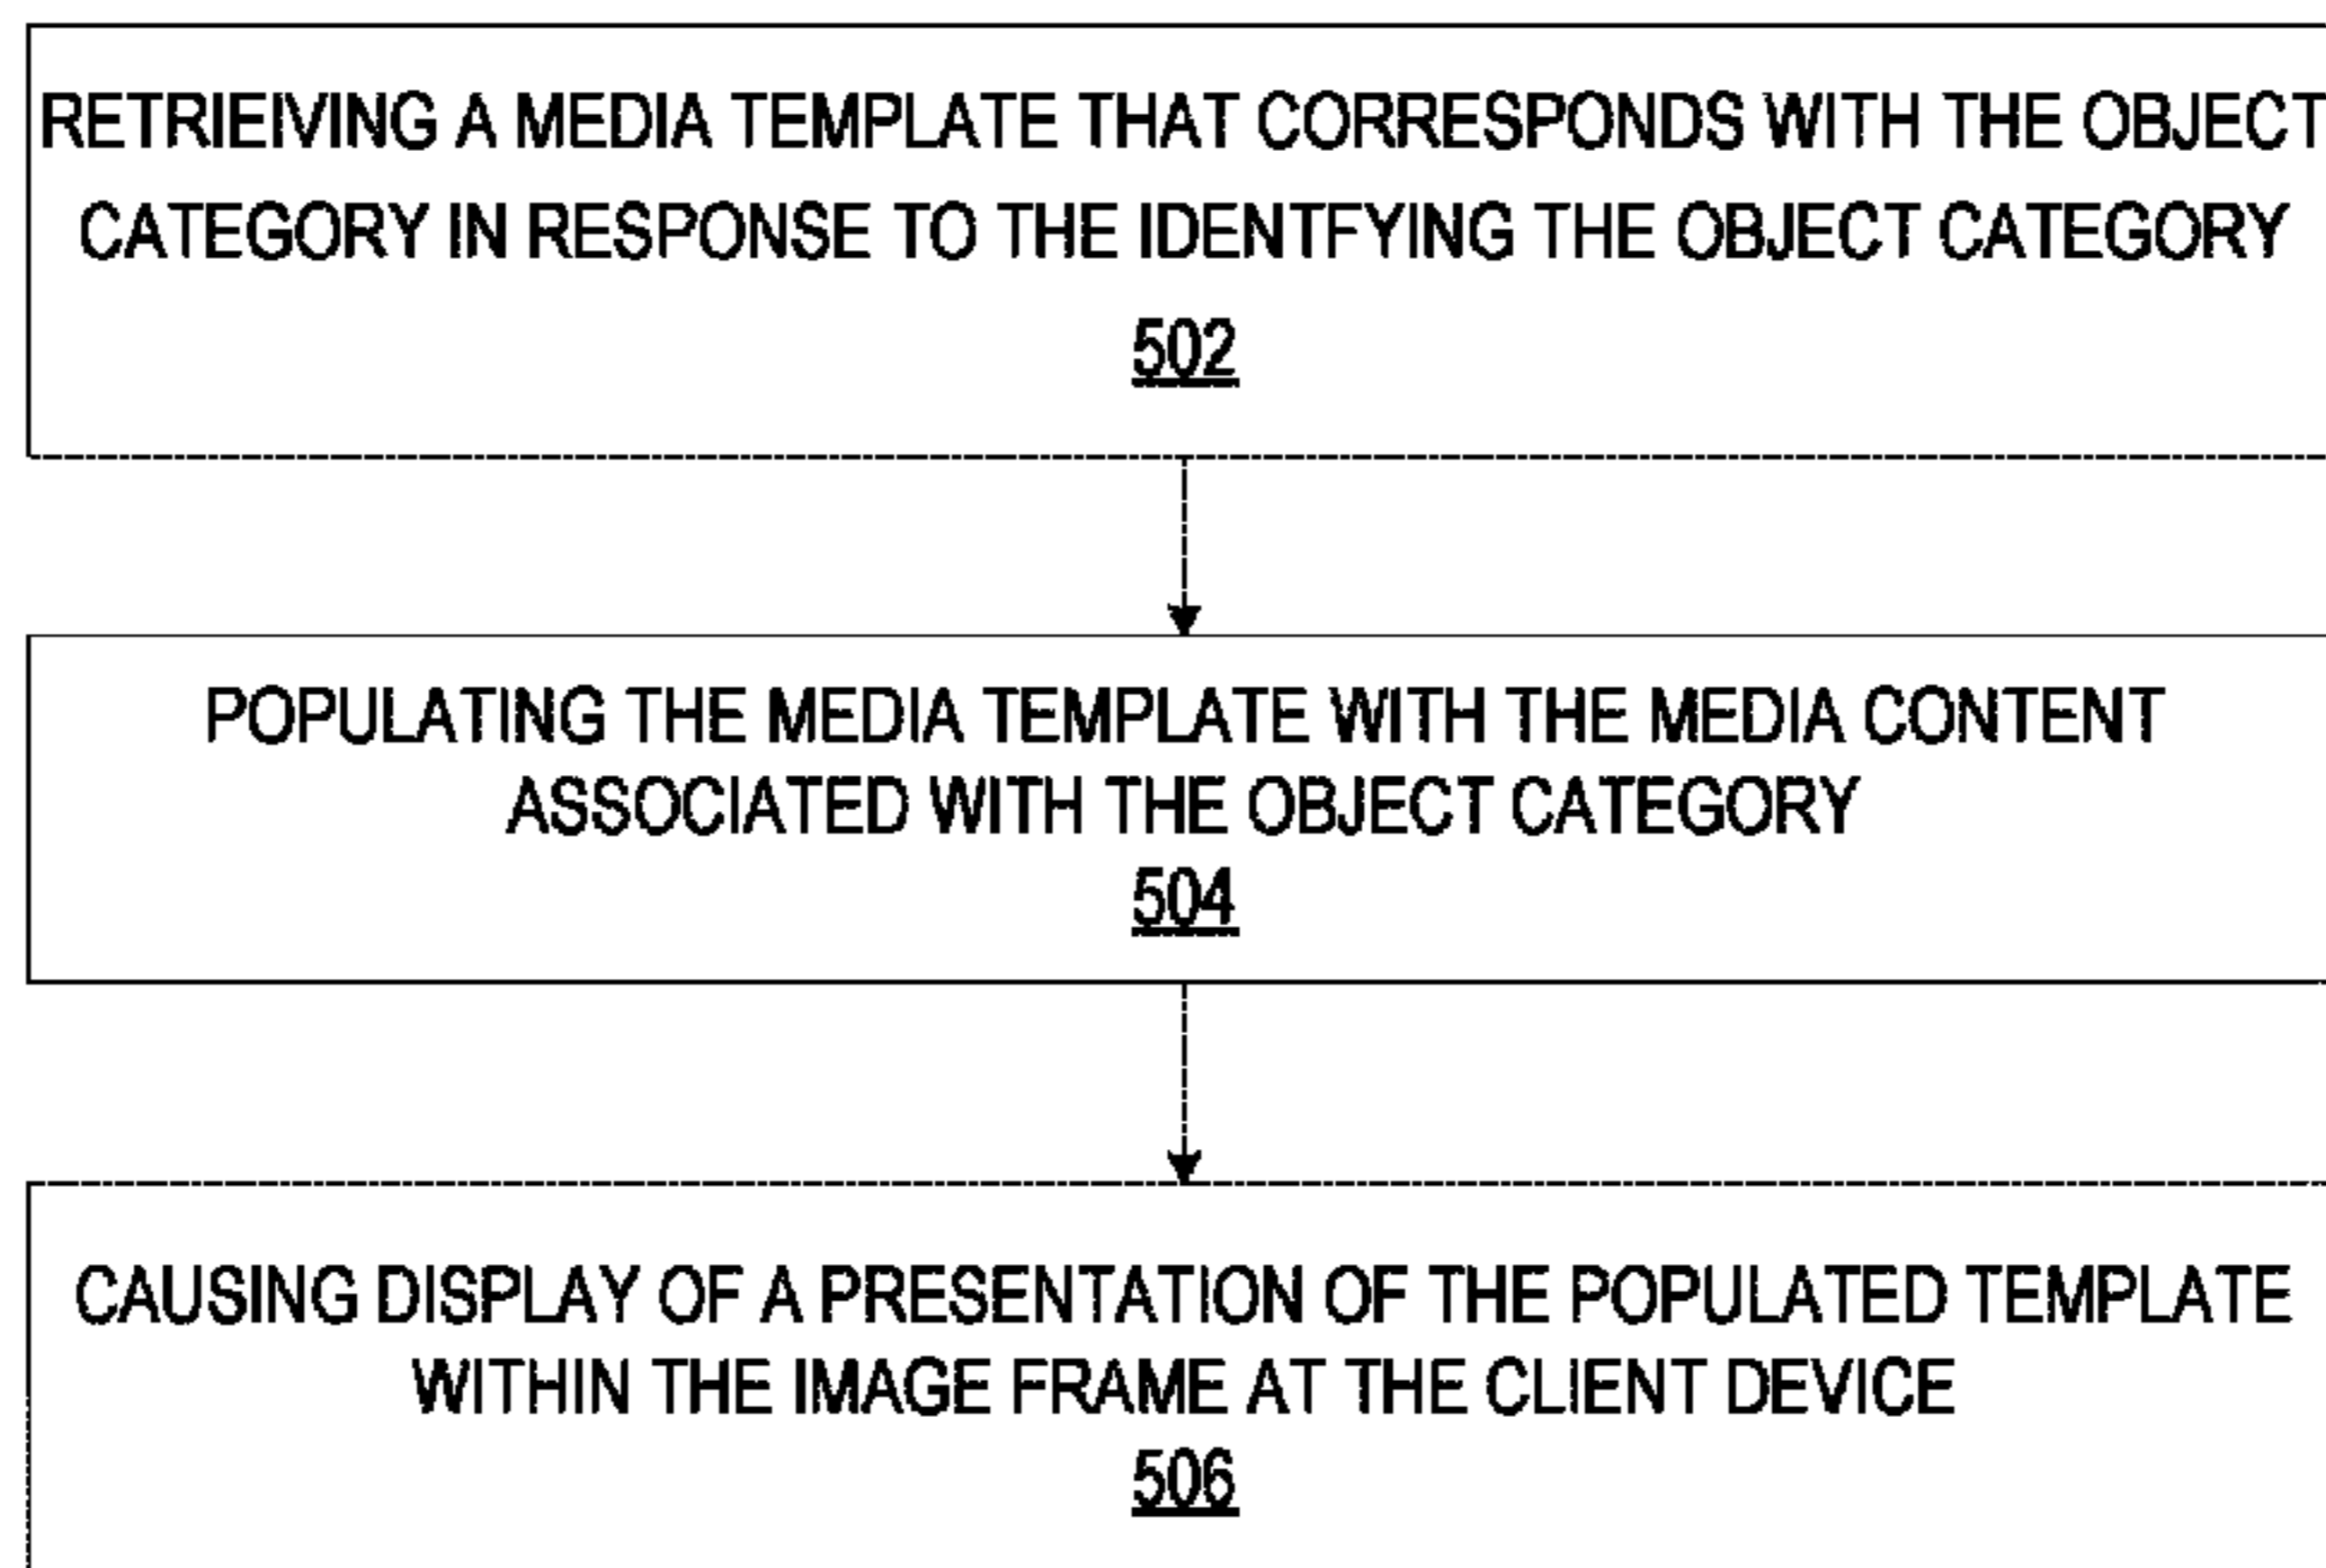 RETRIEIVING A MEDIA TEMPLATE THAT CORRESPONDS WITH THE OBJECT
CATEGORY IN RESPONSE TO THE IDENTFYING THE OBJECT CATEGORY
502
POPULATING THE MEDIA TEMPLATE WITH THE MEDIA CONTENT
ASSOCIATED WITH THE OBJECT CATEGORY
504
CAUSING DISPLAY OF A PRESENTATION OF THE POPULATED TEMPLATE
WITHIN THE IMAGE FRAME AT THE CLIENT DEVICE
506